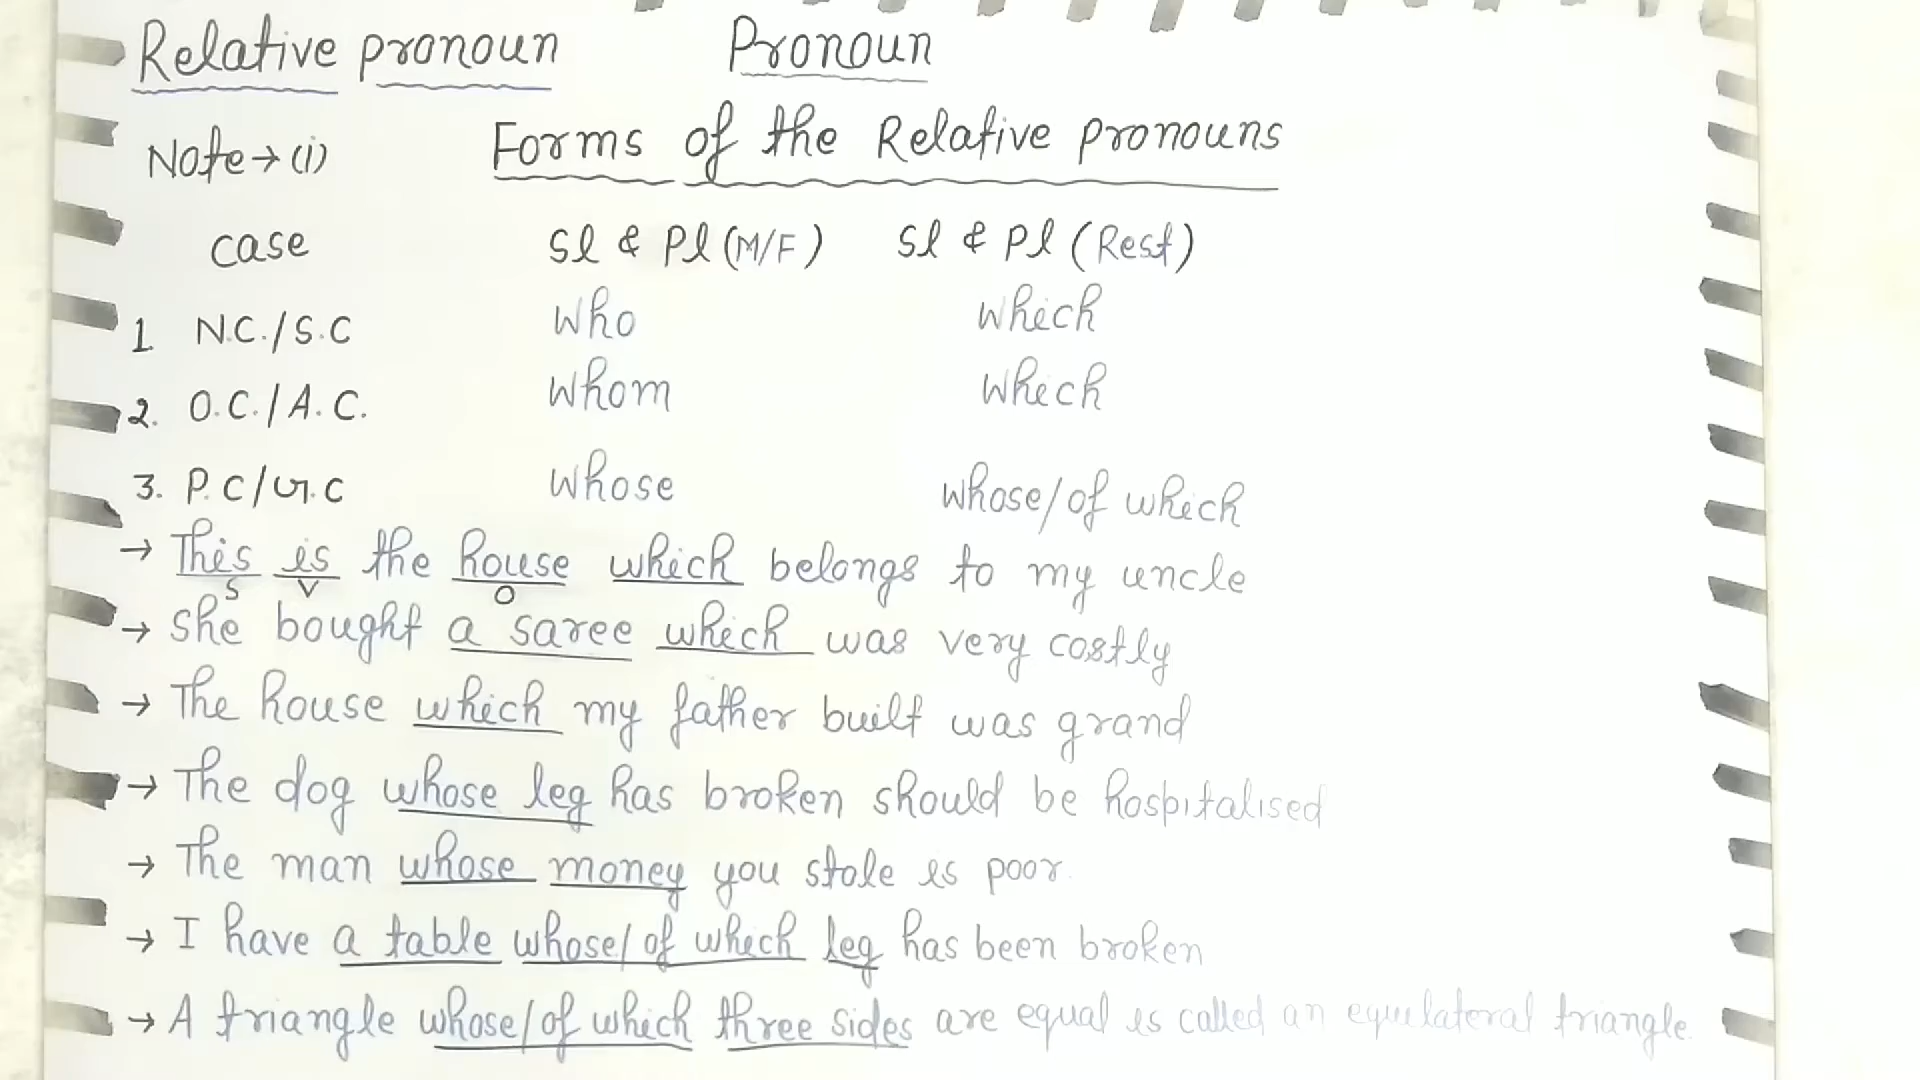 Relative pronoun Pronoun
Note→(i) Forms of the Relative pronouns
case Sl & Pl (M/F) Sl & Pl (Rest)
1 N.C./S.C who which
2. O.C./A.C. whom which
3. P.C/G.C whose whose/of which
→ This is the house which belongs to my uncle
S V O
→ She bought a saree which was very costly
→ The house which my father built was grand
→ The dog whose leg has broken should be hospitalised
→ The man whose money you stole is poor.
→ I have a table whose/of which leg has been broken
→ A triangle whose/of which three sides are equal is called an equilateral triangle.